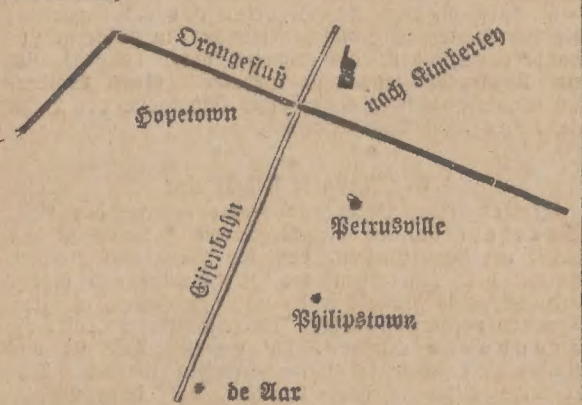 Orangefluß
nach Kimberley
Hopetown
Eisenbahn
Petrusville
Philipstown
de Aar